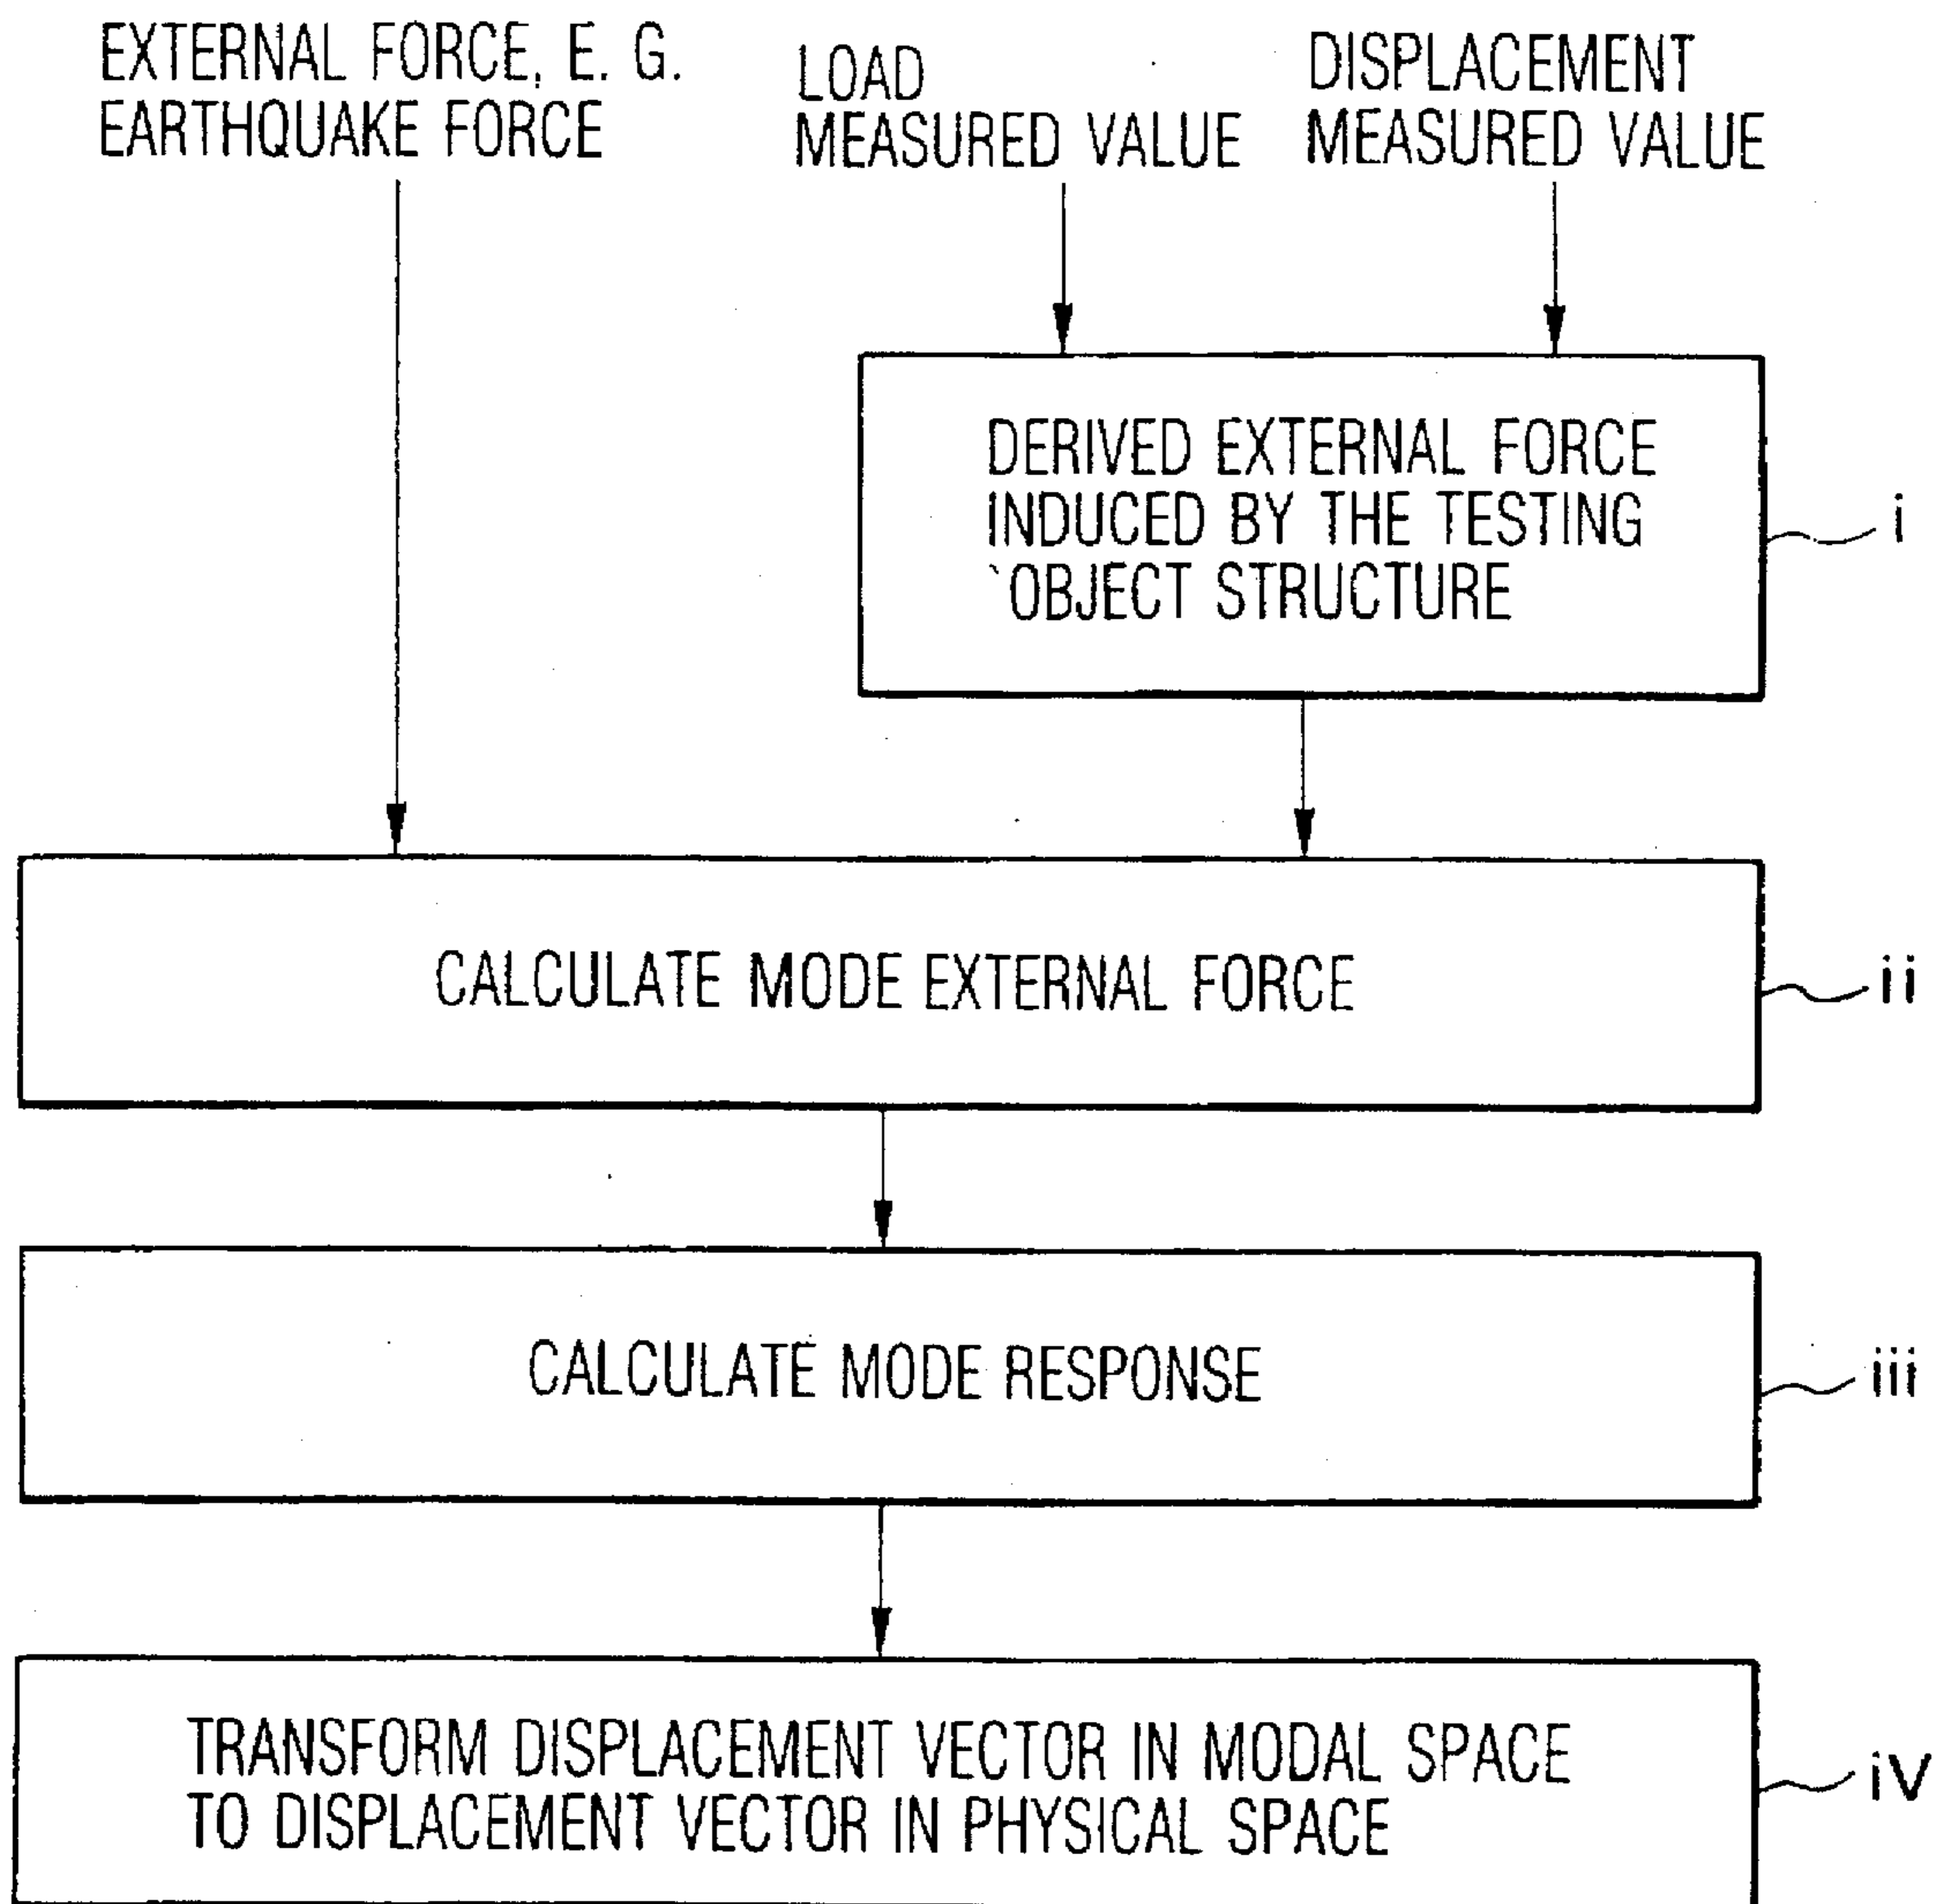 EXTERNAL FORCE, E. G.
EARTHQUAKE FORCE
LOAD
MEASURED VALUE
DISPLACEMENT
MEASURED VALUE
DERIVED EXTERNAL FORCE
INDUCED BY THE TESTING
OBJECT STRUCTURE
i
CALCULATE MODE EXTERNAL FORCE
ii
CALCULATE MODE RESPONSE
iii
TRANSFORM DISPLACEMENT VECTOR IN MODAL SPACE
TO DISPLACEMENT VECTOR IN PHYSICAL SPACE
iv